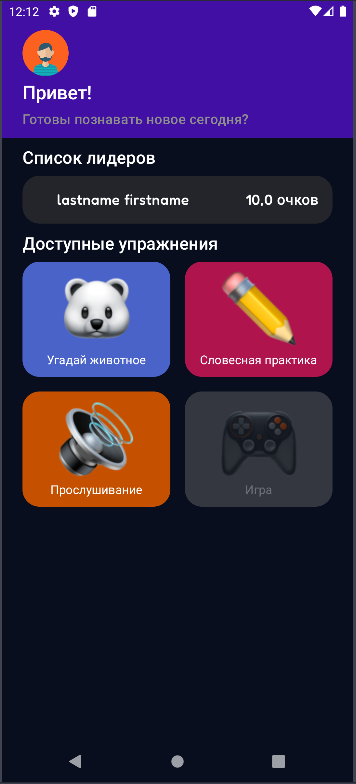 12:12
Привет!
Готовы познавать новое сегодня?
Список лидеров
lastname firstname 10,0 очков
Доступные упражнения
Угадай животное Словесная практика
Прослушивание Игра